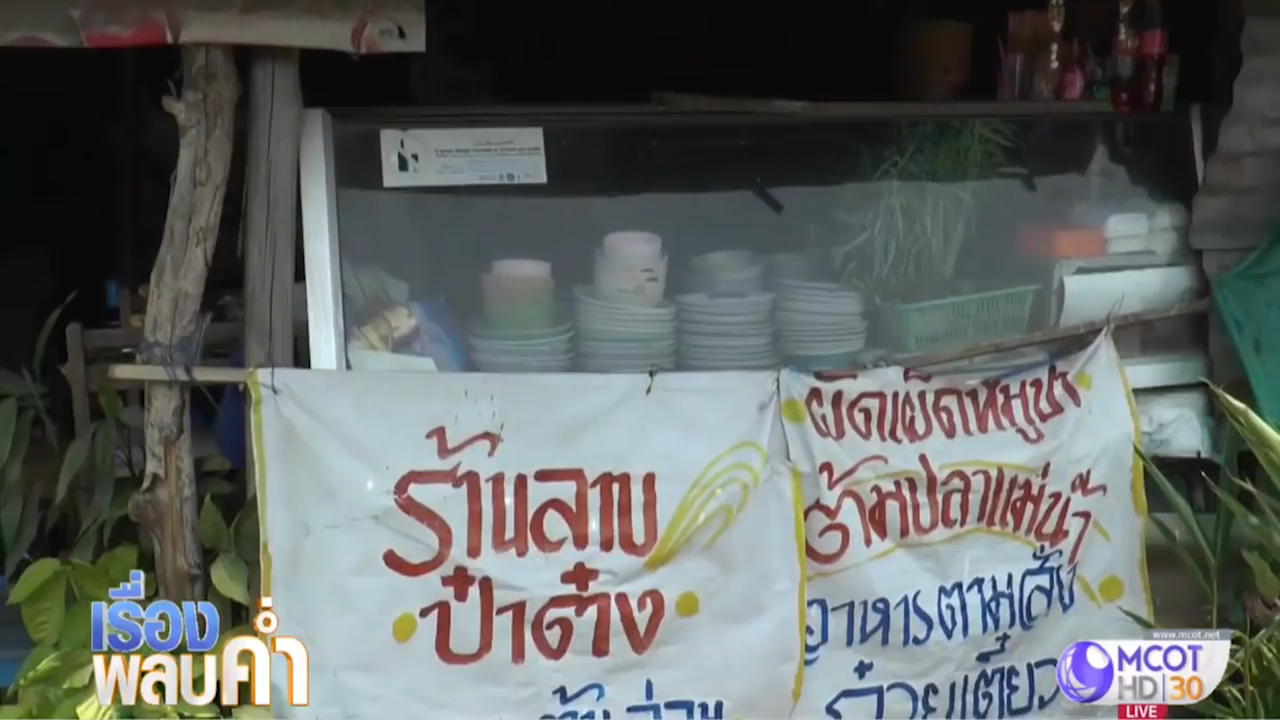 ร้านลาบ
ป๋าต๋อง
ผัดเผ็ดหมูป่า
ต้มปลาแม่น้ำ
อาหารตามสั่ง
ก๋วยเตี๋ยว
เรื่อง
พลบค่ำ
www.mcot.net
MCOT
HD 30
LIVE